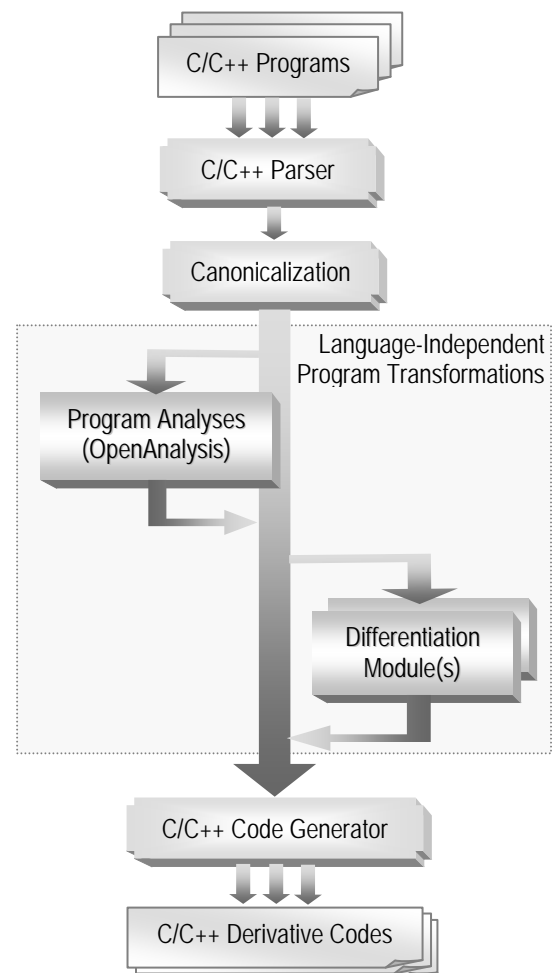 C/C++ Programs
C/C++ Parser
Canonicalization
Language-Independent
Program Transformations
Program Analyses
(OpenAnalysis)
Differentiation
Module(s)
C/C++ Code Generator
C/C++ Derivative Codes